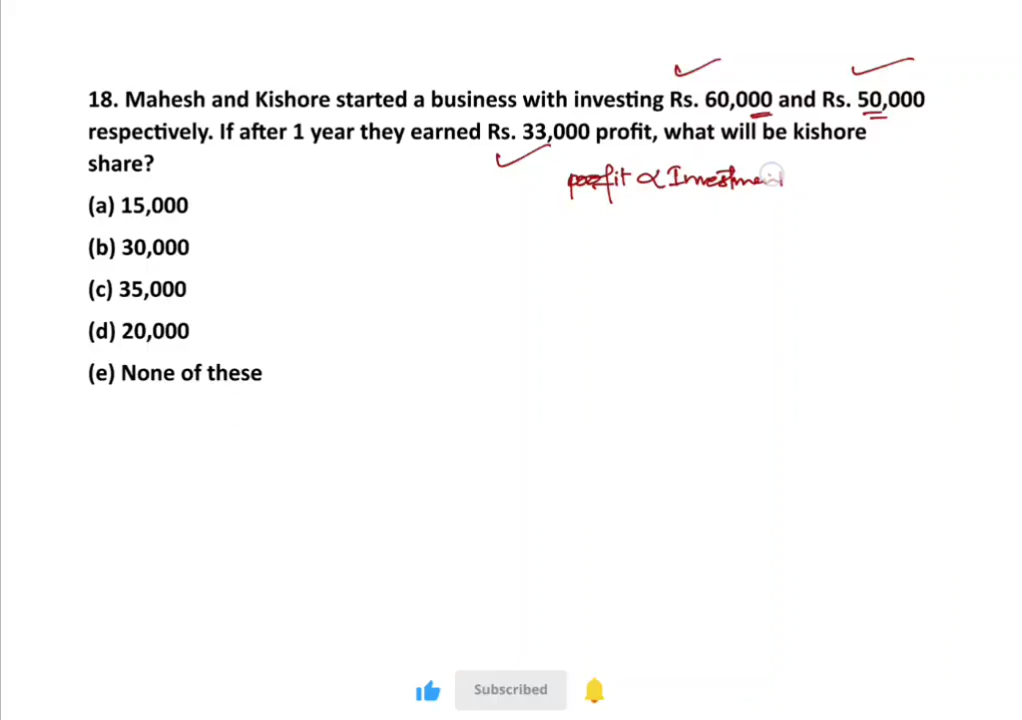 18. Mahesh and Kishore started a business with investing Rs. 60,000 and Rs. 50,000
respectively. If after 1 year they earned Rs. 33,000 profit, what will be kishore
share?
profit ∝ Investment
(a) 15,000
(b) 30,000
(c) 35,000
(d) 20,000
(e) None of these
Subscribed